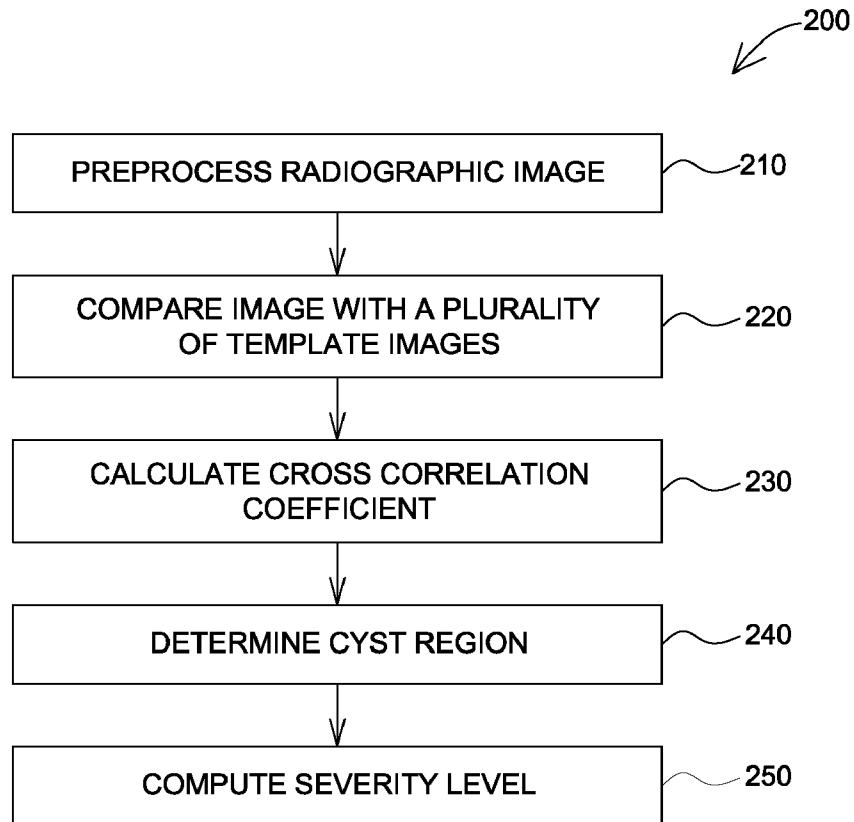 200
PREPROCESS RADIOGRAPHIC IMAGE
210
COMPARE IMAGE WITH A PLURALITY
OF TEMPLATE IMAGES
220
CALCULATE CROSS CORRELATION
COEFFICIENT
230
DETERMINE CYST REGION
240
COMPUTE SEVERITY LEVEL
250